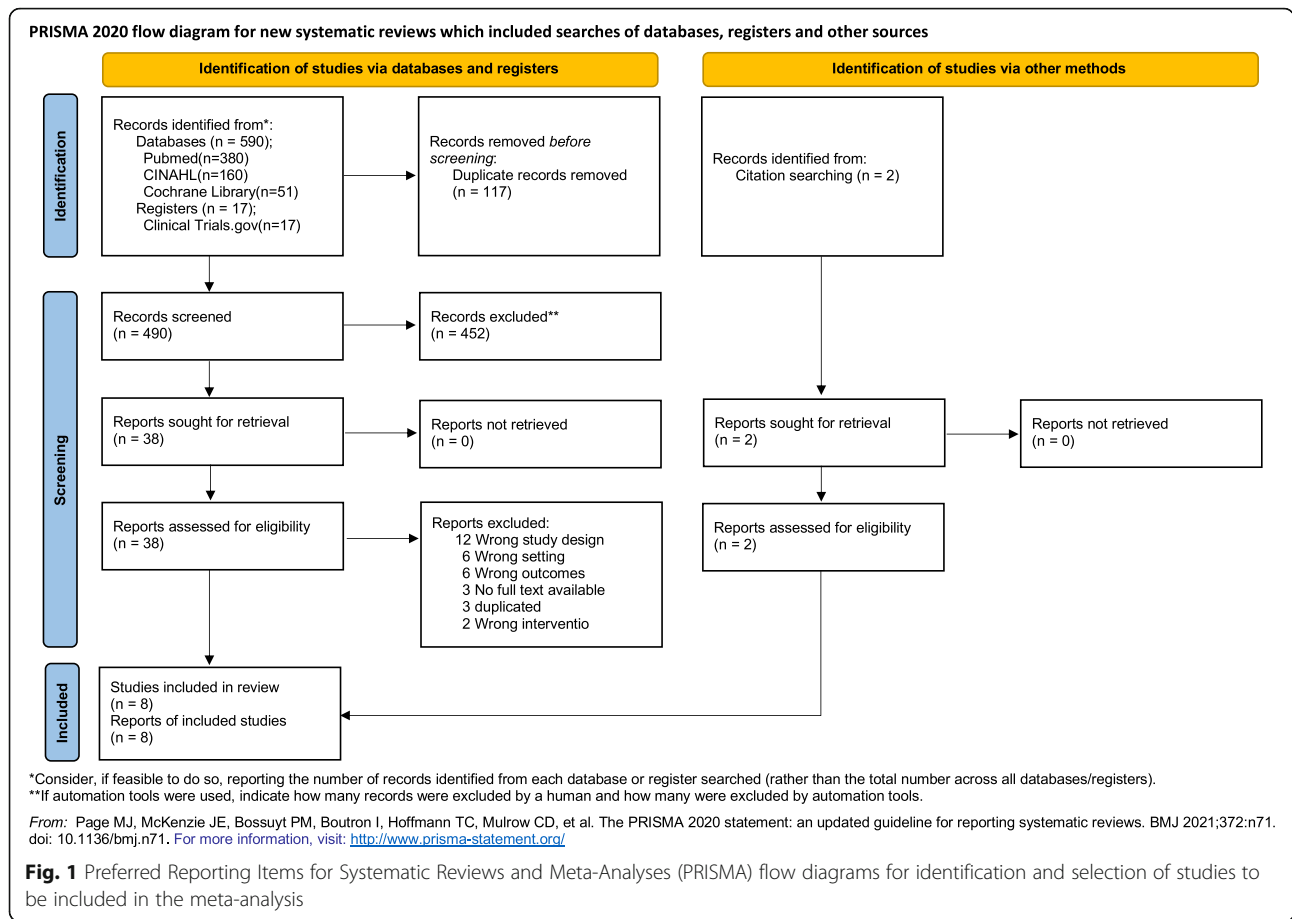 PRISMA 2020 flow diagram for new systematic reviews which included searches of databases, registers and other sources
Identification of studies via databases and registers
Identification of studies via other methods
Identification
Records identified from*:
Databases (n = 590);
Pubmed(n=380)
CINAHL(n=160)
Cochrane Library(n=51)
Registers (n = 17);
Clinical Trials.gov(n=17)
Records removed before
screening:
Duplicate records removed
(n = 117)
Records identified from:
Citation searching (n = 2)
Screening
Records screened
(n = 490)
Records excluded**
(n = 452)
Reports sought for retrieval
(n = 38)
Reports not retrieved
(n = 0)
Reports sought for retrieval
(n = 2)
Reports not retrieved
(n = 0)
Reports assessed for eligibility
(n = 38)
Reports excluded:
12 Wrong study design
6 Wrong setting
6 Wrong outcomes
3 No full text available
3 duplicated
2 Wrong interventio
Reports assessed for eligibility
(n = 2)
Included
Studies included in review
(n = 8)
Reports of included studies
(n = 8)
*Consider, if feasible to do so, reporting the number of records identified from each database or register searched (rather than the total number across all databases/registers).
**If automation tools were used, indicate how many records were excluded by a human and how many were excluded by automation tools.
From: Page MJ, McKenzie JE, Bossuyt PM, Boutron I, Hoffmann TC, Mulrow CD, et al. The PRISMA 2020 statement: an updated guideline for reporting systematic reviews. BMJ 2021;372:n71.
doi: 10.1136/bmj.n71. For more information, visit: http://www.prisma-statement.org/
Fig. 1 Preferred Reporting Items for Systematic Reviews and Meta-Analyses (PRISMA) flow diagrams for identification and selection of studies to
be included in the meta-analysis